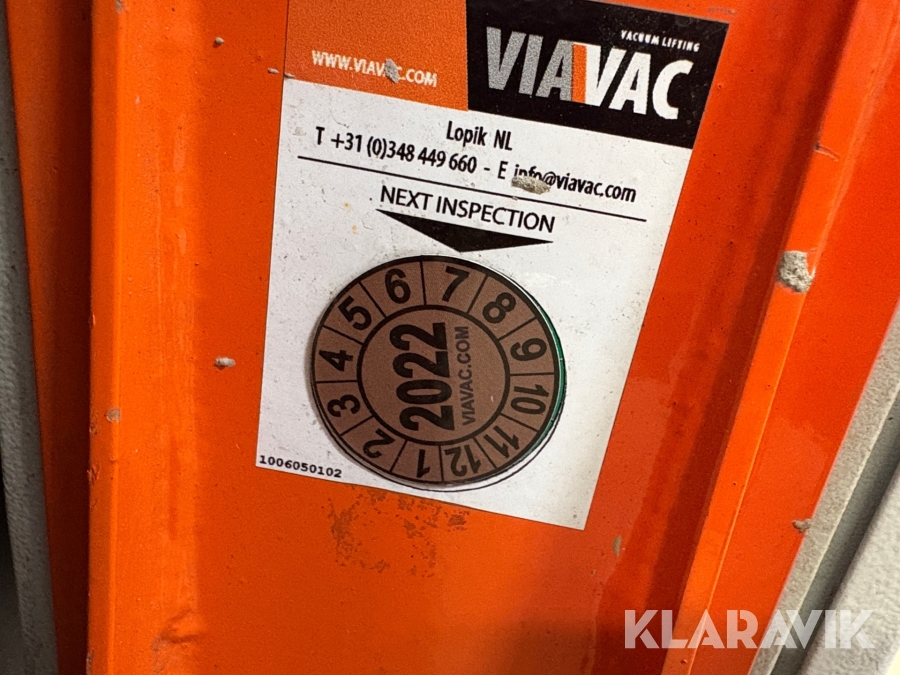 VACUUM LIFTING
WWW.VIAVAC.COM
VIAVAC
Lopik NL
T +31 (0)348 449 660 - E info@viavac.com
NEXT INSPECTION
1 2 3 4 5 6 7 8 9 10 11 12
2022
VIAVAC.COM
1006050102
KLARAVIK